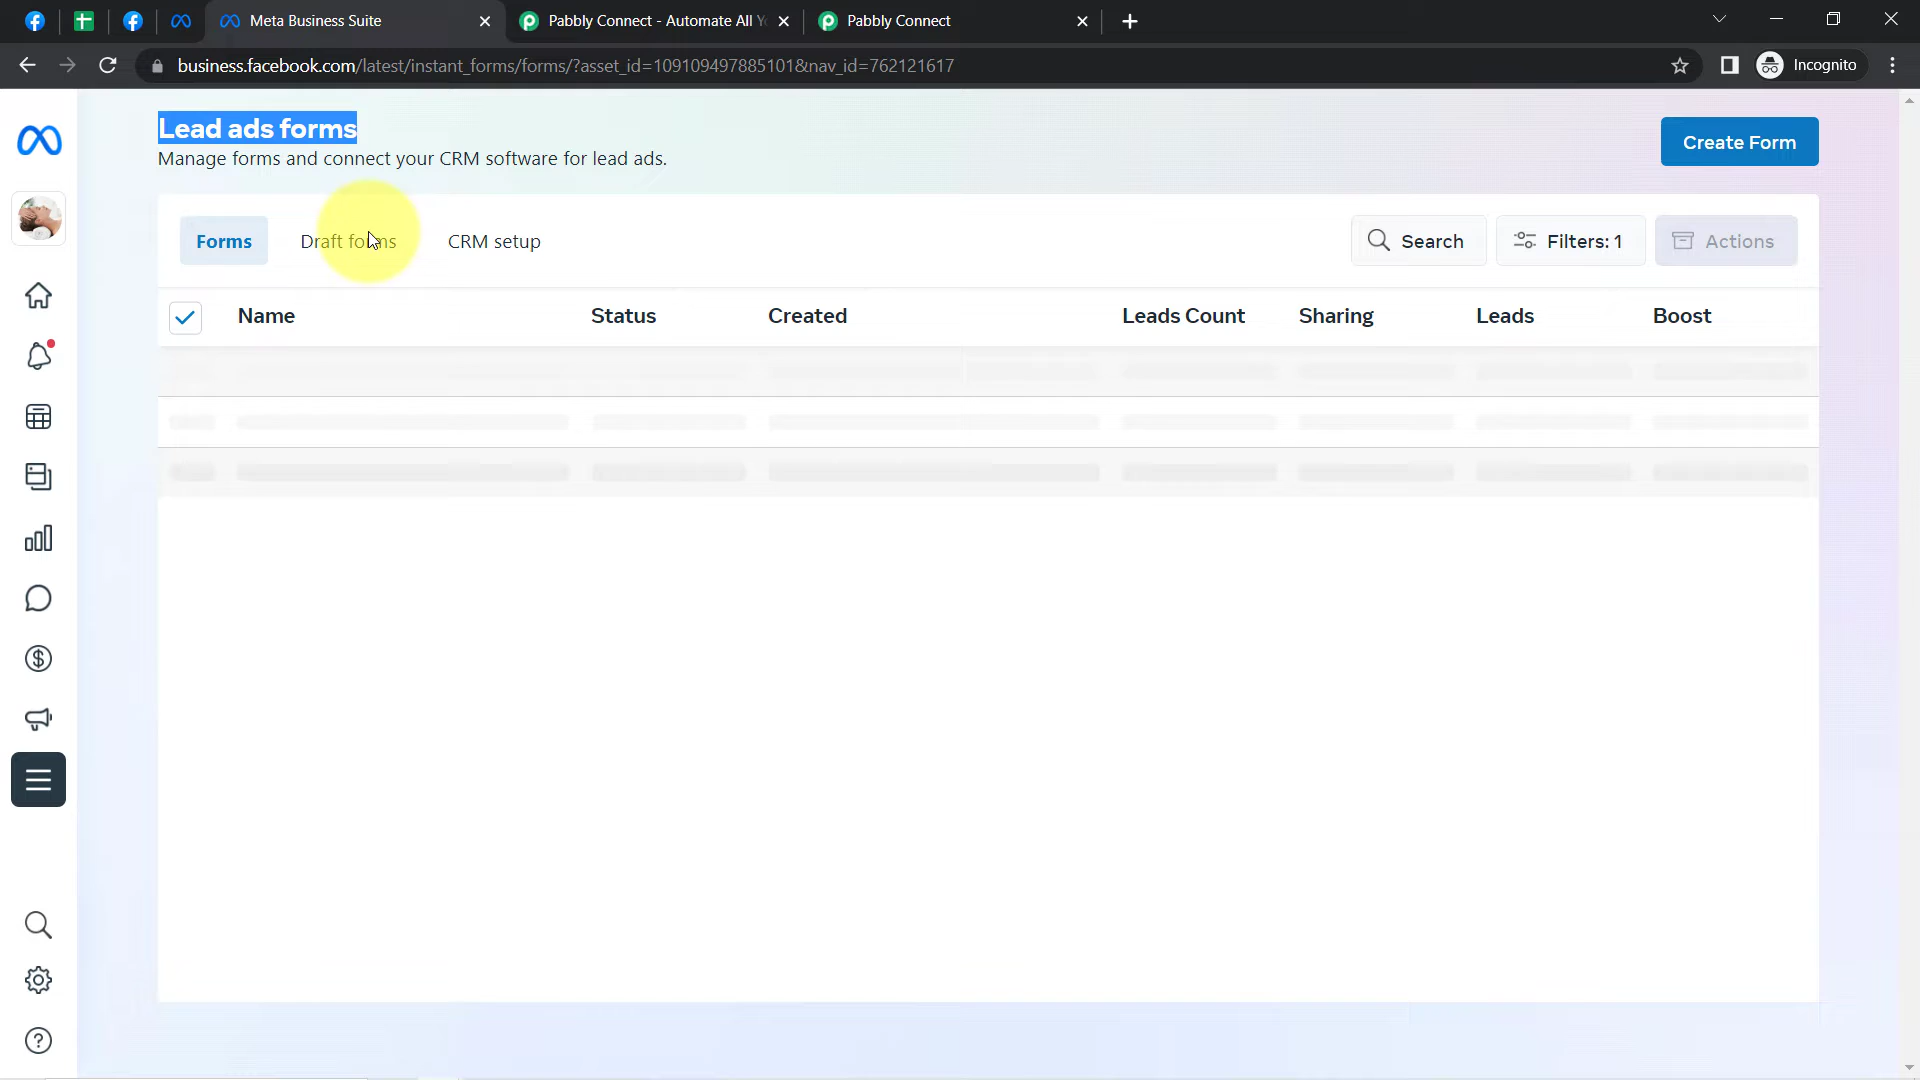 Meta Business Suite
Pabbly Connect - Automate All Y
Pabbly Connect
business.facebook.com/latest/instant_forms/forms/?asset_id=109109497885101&nav_id=762121617
Incognito
Lead ads forms
Manage forms and connect your CRM software for lead ads.
Create Form
Forms
Draft forms
CRM setup
Search
Filters: 1
Actions
Name
Status
Created
Leads Count
Sharing
Leads
Boost